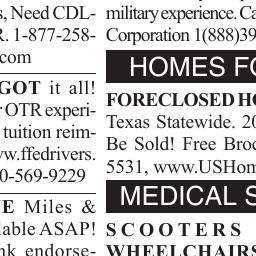 s, Need CDL-
R. 1-877-258-
com
GOT it all!
OTR experi-
tuition reim-
w.ffedrivers.
0-569-9229
E Miles &
able ASAP!
nk endorse-
military experience. Ca
Corporation 1(888)39
HOMES FO
FORECLOSED HO
Texas Statewide. 20
Be Sold! Free Broc
5531, www.USHom
MEDICAL S
SCOOTERS
WHEELCHAIRS